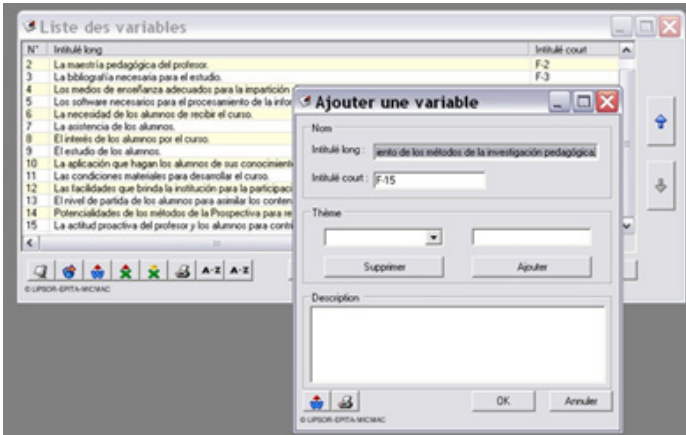 Liste des variables
N° Intitulé long Intitulé court
2 La maestría pedagógica del profesor. F-2
3 La bibliografía necesaria para el estudio. F-3
4 Los medios de enseñanza adecuados para la impartición
5 Los software necesarios para el procesamiento de la infor
6 La necesidad de los alumnos de recibir el curso.
7 La asistencia de los alumnos.
8 El interés de los alumnos por el curso.
9 El estudio de los alumnos.
10 La aplicación que hagan los alumnos de sus conocimient
11 Las condiciones materiales para desarrollar el curso.
12 Las facilidades que brinda la institución para la participaci
13 El nivel de partida de los alumnos para asimilar los conten
14 Potencialidades de los métodos de la Prospectiva para re
15 La actitud proactiva del profesor y los alumnos para contri
A-Z A-Z
© LIPSOR-EPITA-MICMAC
Ajouter une variable
Nom
Intitulé long : iento de los métodos de la investigación pedagógica.
Intitulé court : F-15
Thème
Supprimer Ajouter
Description
OK Annuler
© LIPSOR-EPITA-MICMAC